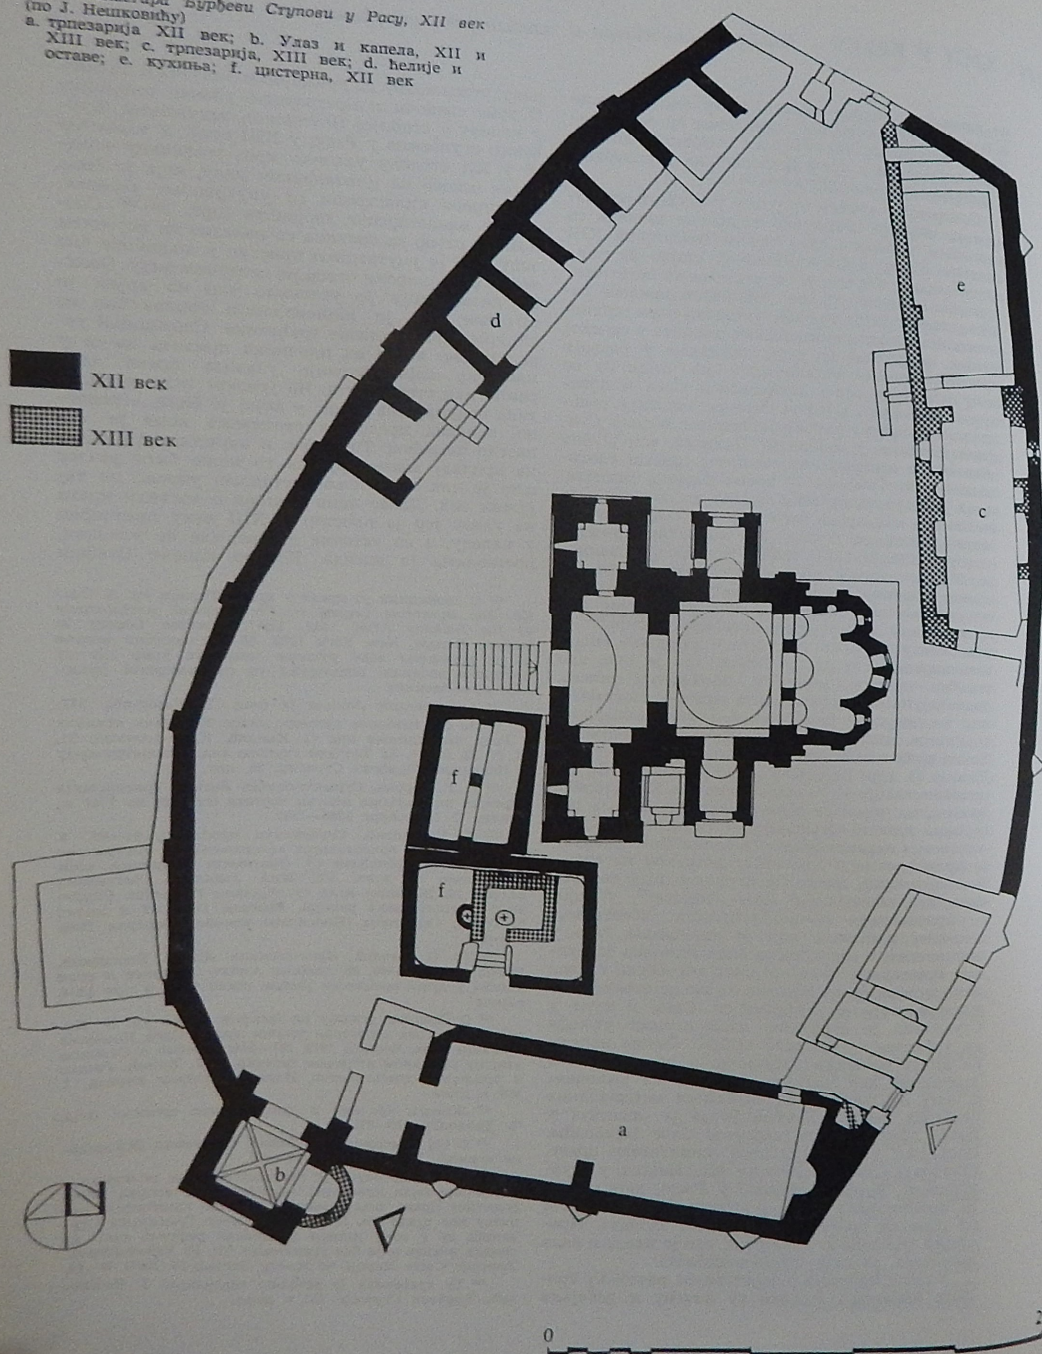 Ђурђеви Ступови у Расу, XII век
(по Ј. Нешковићу)
a. трпезарија XII век; b. Улаз и капела, XII и
XIII век; c. трпезарија, XIII век; d. ћелије и
оставе; e. кухиња; f. цистерна, XII век
e
d
XII век
XIII век
c
f
f
a
b
0